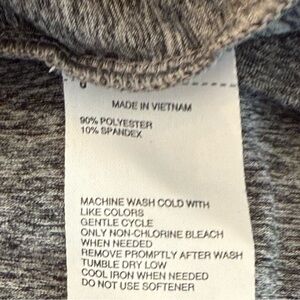 MADE IN VIETNAM
90% POLYESTER
10% SPANDEX
MACHINE WASH COLD WITH
LIKE COLORS
GENTLE CYCLE
ONLY NON-CHLORINE BLEACH
WHEN NEEDED
REMOVE PROMPTLY AFTER WASH
TUMBLE DRY LOW
COOL IRON WHEN NEEDED
DO NOT USE SOFTENER